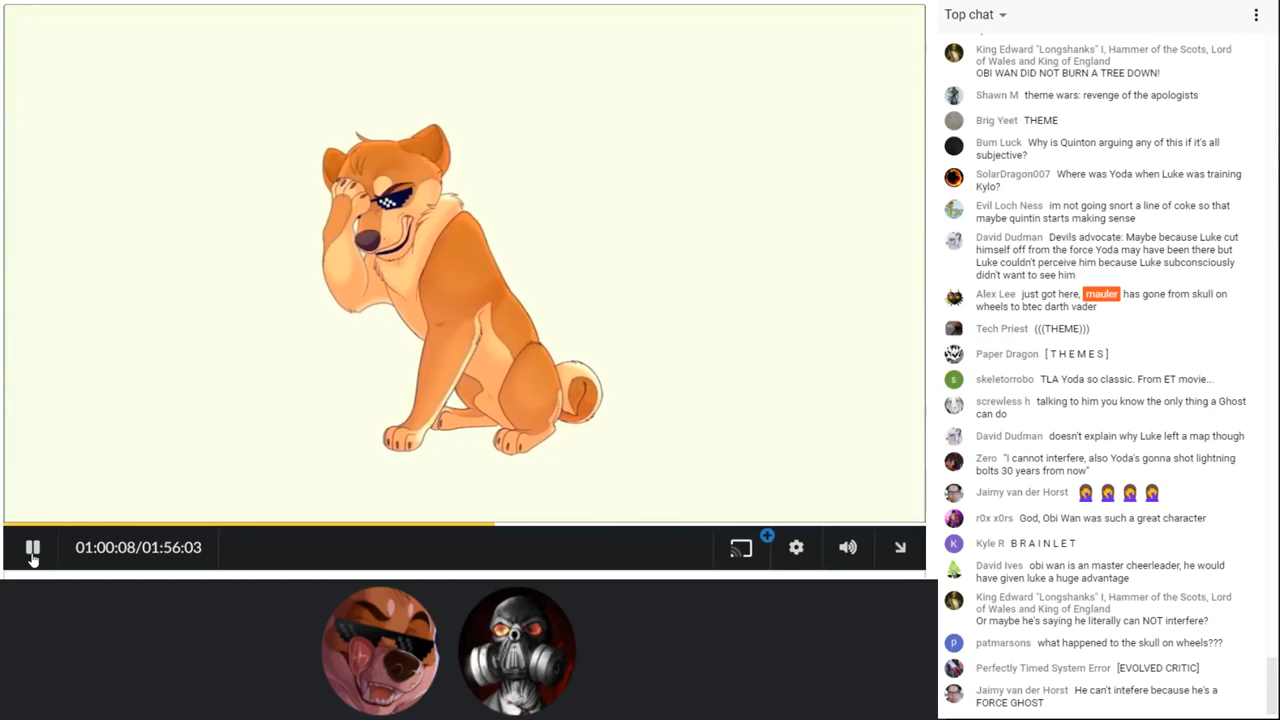 Top chat
King Edward "Longshanks" I, Hammer of the Scots, Lord
of Wales and King of England
OBI WAN DID NOT BURN A TREE DOWN!
Shawn M theme wars: revenge of the apologists
Brig Yeet THEME
Bum Luck Why is Quinton arguing any of this if it's all
subjective?
SolarDragon007 Where was Yoda when Luke was training
Kylo?
Evil Loch Ness im not going snort a line of coke so that
maybe quintin starts making sense
David Dudman Devils advocate: Maybe because Luke cut
himself off from the force Yoda may have been there but
Luke couldn't perceive him because Luke subconsciously
didn't want to see him
Alex Lee just got here, mauler has gone from skull on
wheels to btec darth vader
Tech Priest (((THEME)))
Paper Dragon [ T H E M E S ]
s
skeletorrobo TLA Yoda so classic. From ET movie...
screwless h talking to him you know the only thing a Ghost
can do
David Dudman doesn't explain why Luke left a map though
Zero "I cannot interfere, also Yoda's gonna shot lightning
bolts 30 years from now"
Jaimy van der Horst
r0x x0rs God, Obi Wan was such a great character
K
Kyle R B R A I N L E T
David Ives obi wan is an master cheerleader, he would
have given luke a huge advantage
King Edward "Longshanks" I, Hammer of the Scots, Lord
of Wales and King of England
Or maybe he's saying he literally can NOT interfere?
P
patmarsons what happened to the skull on wheels???
Perfectly Timed System Error [EVOLVED CRITIC]
Jaimy van der Horst He can't intefere because he's a
FORCE GHOST
01:00:08/01:56:03